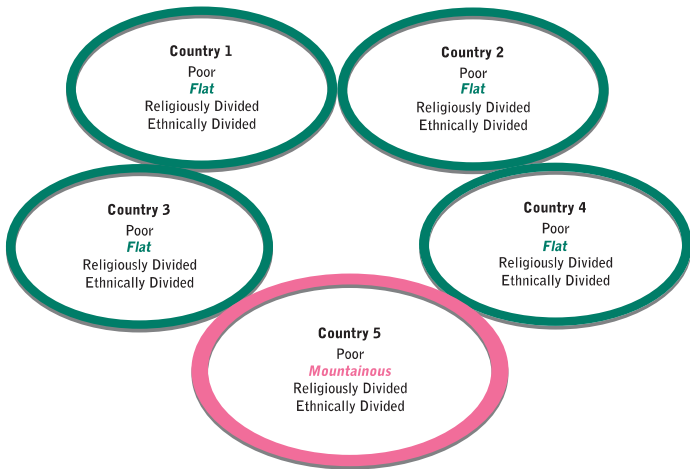 Country 1
Poor
Flat
Religiously Divided
Ethnically Divided
Country 2
Poor
Flat
Religiously Divided
Ethnically Divided
Country 3
Poor
Flat
Religiously Divided
Ethnically Divided
Country 4
Poor
Flat
Religiously Divided
Ethnically Divided
Country 5
Poor
Mountainous
Religiously Divided
Ethnically Divided